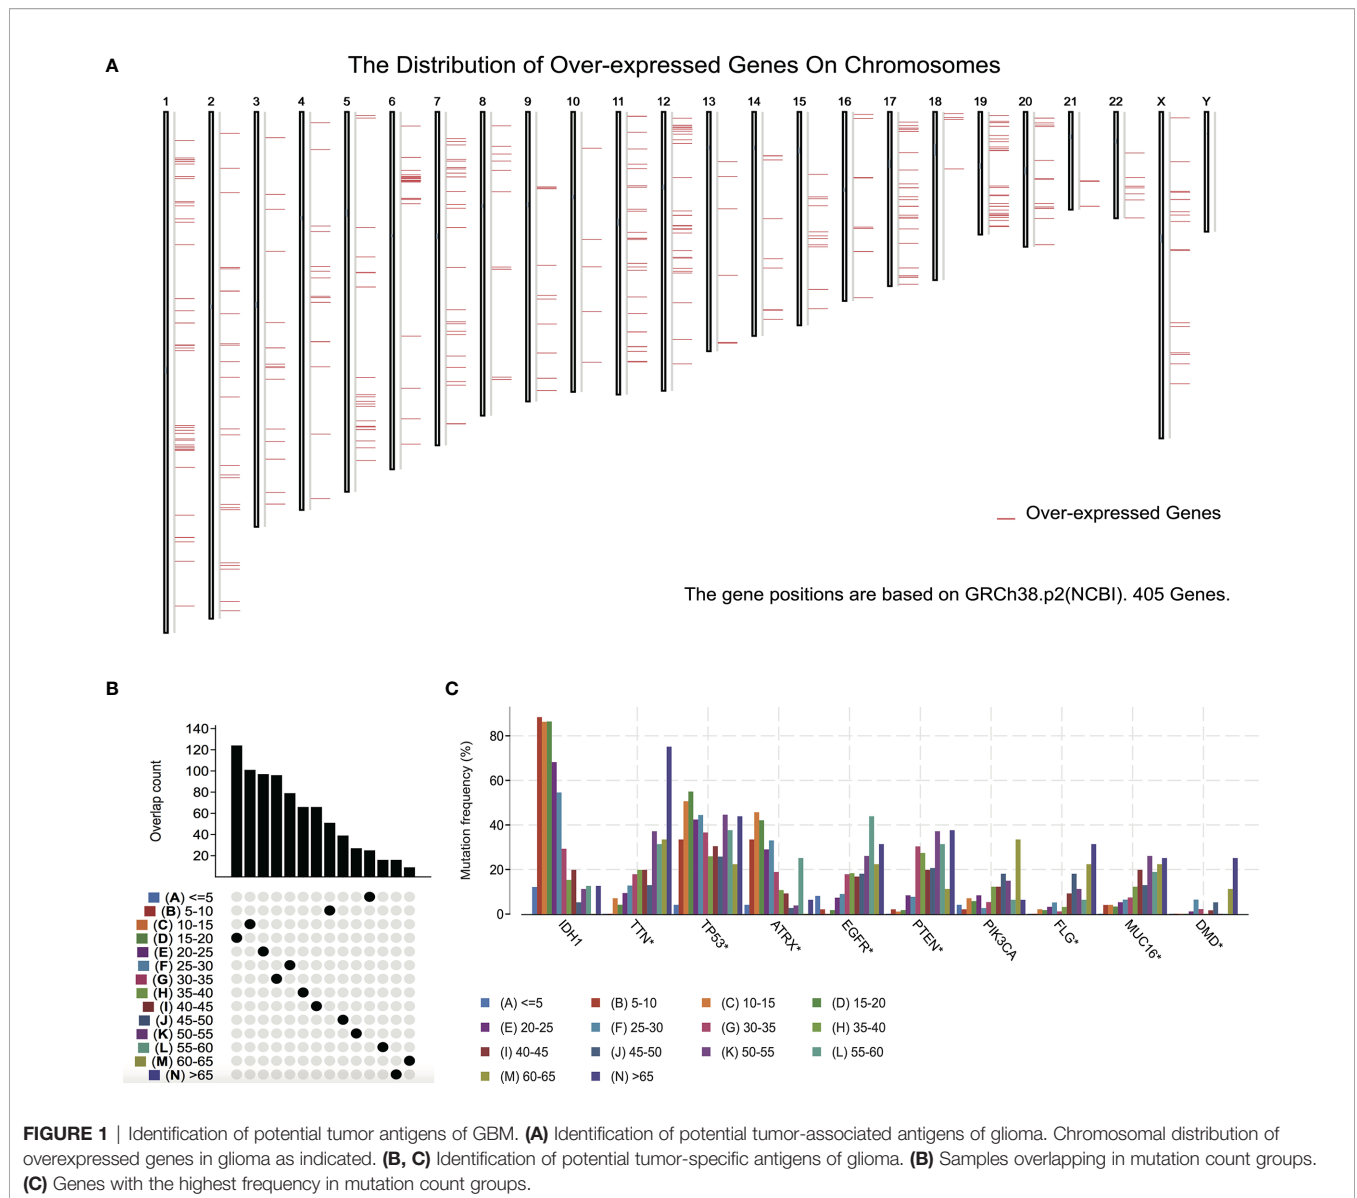 A
The Distribution of Over-expressed Genes On Chromosomes
1 2 3 4 5 6 7 8 9 10 11 12 13 14 15 16 17 18 19 20 21 22 X Y
Over-expressed Genes
The gene positions are based on GRCh38.p2(NCBI). 405 Genes.
B
Overlap count
140
120
100
80
60
40
20
(A) <=5
(B) 5-10
(C) 10-15
(D) 15-20
(E) 20-25
(F) 25-30
(G) 30-35
(H) 35-40
(I) 40-45
(J) 45-50
(K) 50-55
(L) 55-60
(M) 60-65
(N) >65
C
Mutation frequency (%)
80
60
40
20
0
IDH1 TTN* TP53* ATRX* EGFR* PTEN* PIK3CA FLG* MUC16* DMD*
(A) <=5 (B) 5-10 (C) 10-15 (D) 15-20
(E) 20-25 (F) 25-30 (G) 30-35 (H) 35-40
(I) 40-45 (J) 45-50 (K) 50-55 (L) 55-60
(M) 60-65 (N) >65
FIGURE 1 | Identification of potential tumor antigens of GBM. (A) Identification of potential tumor-associated antigens of glioma. Chromosomal distribution of
overexpressed genes in glioma as indicated. (B, C) Identification of potential tumor-specific antigens of glioma. (B) Samples overlapping in mutation count groups.
(C) Genes with the highest frequency in mutation count groups.